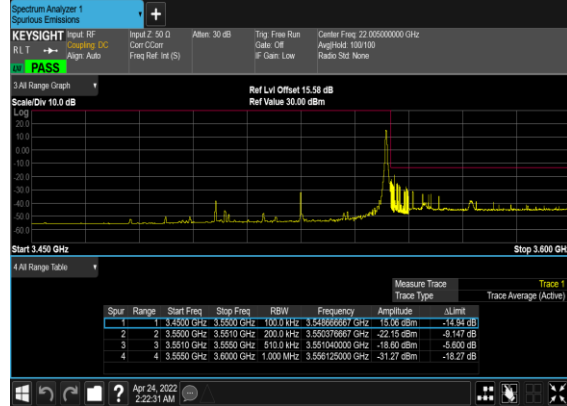 Spectrum Analyzer 1
Spurious Emissions
+
KEYSIGHT Input: RF Input Z: 50 Ω Atten: 30 dB Trig: Free Run Center Freq: 22.005000000 GHz
RLT Coupling: DC Corr CCorr Gate: Off Avg|Hold: 100/100
Align: Auto Freq Ref: Int (S) IF Gain: Low Radio Std: None
PASS
3 All Range Graph
Ref Lvl Offset 15.58 dB
Scale/Div 10.0 dB Ref Value 30.00 dBm
Log
20.0
10.0
0.00
-10.0
-20.0
-30.0
-40.0
-50.0
-60.0
Start 3.450 GHz Stop 3.600 GHz
4 All Range Table
Measure Trace Trace 1
Trace Type Trace Average (Active)
Spur Range Start Freq Stop Freq RBW Frequency Amplitude ΔLimit
1 1 3.4500 GHz 3.5500 GHz 100.0 kHz 3.548666667 GHz 15.06 dBm -14.94 dB
2 2 3.5500 GHz 3.5510 GHz 200.0 kHz 3.550376667 GHz -22.15 dBm -9.147 dB
3 3 3.5510 GHz 3.5550 GHz 510.0 kHz 3.551040000 GHz -18.60 dBm -5.600 dB
4 4 3.5550 GHz 3.6000 GHz 1.000 MHz 3.556125000 GHz -31.27 dBm -18.27 dB
? Apr 24, 2022
2:22:31 AM